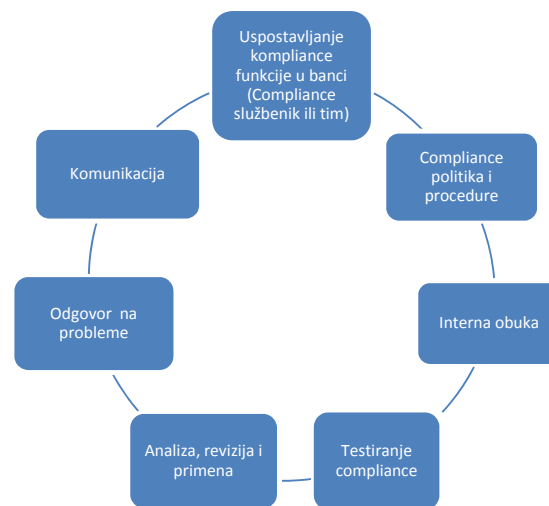 Uspostavljanje
kompliance
funkcije u banci
(Compliance
službenik ili tim)
Compliance
politika i
procedure
Interna obuka
Testiranje
compliance
Analiza, revizija i
primena
Odgovor na
probleme
Komunikacija